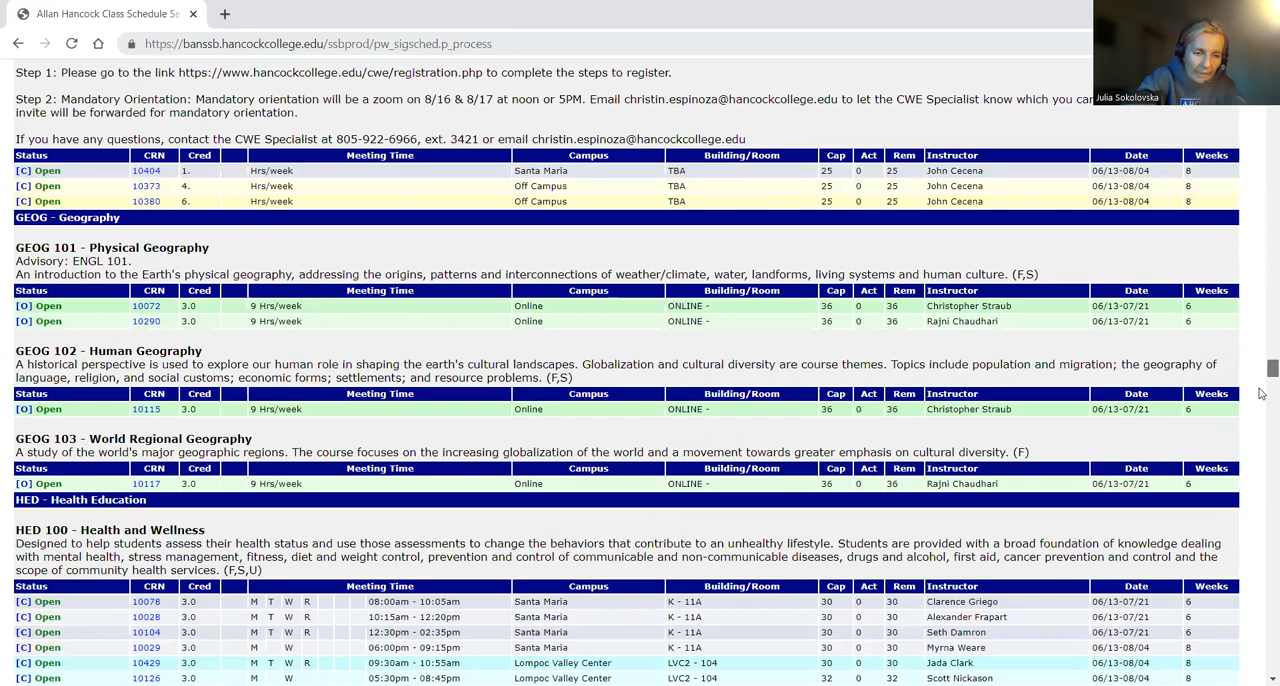 Allan Hancock Class Schedule Se
https://banssb.hancockcollege.edu/ssbprod/pw_sigsched.p_process
Julia Sokolovska
Step 1: Please go to the link https://www.hancockcollege.edu/cwe/registration.php to complete the steps to register.
Step 2: Mandatory Orientation: Mandatory orientation will be a zoom on 8/16 & 8/17 at noon or 5PM. Email christin.espinoza@hancockcollege.edu to let the CWE Specialist know which you can
invite will be forwarded for mandatory orientation.
If you have any questions, contact the CWE Specialist at 805-922-6966, ext. 3421 or email christin.espinoza@hancockcollege.edu
Status CRN Cred Meeting Time Campus Building/Room Cap Act Rem Instructor Date Weeks
[C] Open 10404 1. Hrs/week Santa Maria TBA 25 0 25 John Cecena 06/13-08/04 8
[C] Open 10373 4. Hrs/week Off Campus TBA 25 0 25 John Cecena 06/13-08/04 8
[C] Open 10380 6. Hrs/week Off Campus TBA 25 0 25 John Cecena 06/13-08/04 8
GEOG - Geography
GEOG 101 - Physical Geography
Advisory: ENGL 101.
An introduction to the Earth's physical geography, addressing the origins, patterns and interconnections of weather/climate, water, landforms, living systems and human culture. (F,S)
Status CRN Cred Meeting Time Campus Building/Room Cap Act Rem Instructor Date Weeks
[O] Open 10072 3.0 9 Hrs/week Online ONLINE - 36 0 36 Christopher Straub 06/13-07/21 6
[O] Open 10290 3.0 9 Hrs/week Online ONLINE - 36 0 36 Rajni Chaudhari 06/13-07/21 6
GEOG 102 - Human Geography
A historical perspective is used to explore our human role in shaping the earth's cultural landscapes. Globalization and cultural diversity are course themes. Topics include population and migration; the geography of
language, religion, and social customs; economic forms; settlements; and resource problems. (F,S)
Status CRN Cred Meeting Time Campus Building/Room Cap Act Rem Instructor Date Weeks
[O] Open 10115 3.0 9 Hrs/week Online ONLINE - 36 0 36 Christopher Straub 06/13-07/21 6
GEOG 103 - World Regional Geography
A study of the world's major geographic regions. The course focuses on the increasing globalization of the world and a movement towards greater emphasis on cultural diversity. (F)
Status CRN Cred Meeting Time Campus Building/Room Cap Act Rem Instructor Date Weeks
[O] Open 10117 3.0 9 Hrs/week Online ONLINE - 36 0 36 Rajni Chaudhari 06/13-07/21 6
HED - Health Education
HED 100 - Health and Wellness
Designed to help students assess their health status and use those assessments to change the behaviors that contribute to an unhealthy lifestyle. Students are provided with a broad foundation of knowledge dealing
with mental health, stress management, fitness, diet and weight control, prevention and control of communicable and non-communicable diseases, drugs and alcohol, first aid, cancer prevention and control and the
scope of community health services. (F,S,U)
Status CRN Cred Meeting Time Campus Building/Room Cap Act Rem Instructor Date Weeks
[C] Open 10078 3.0 M T W R 08:00am - 10:05am Santa Maria K - 11A 30 0 30 Clarence Griego 06/13-07/21 6
[C] Open 10028 3.0 M T W R 10:15am - 12:20pm Santa Maria K - 11A 30 0 30 Alexander Frapart 06/13-07/21 6
[C] Open 10104 3.0 M T W R 12:30pm - 02:35pm Santa Maria K - 11A 30 0 30 Seth Damron 06/13-07/21 6
[C] Open 10029 3.0 M W 06:00pm - 09:15pm Santa Maria K - 11A 30 0 30 Myrna Weare 06/13-08/04 8
[C] Open 10429 3.0 M T W R 09:30am - 10:55am Lompoc Valley Center LVC2 - 104 30 0 30 Jada Clark 06/13-08/04 8
[C] Open 10126 3.0 M W 05:30pm - 08:45pm Lompoc Valley Center LVC2 - 104 32 0 32 Scott Nickason 06/13-08/04 8